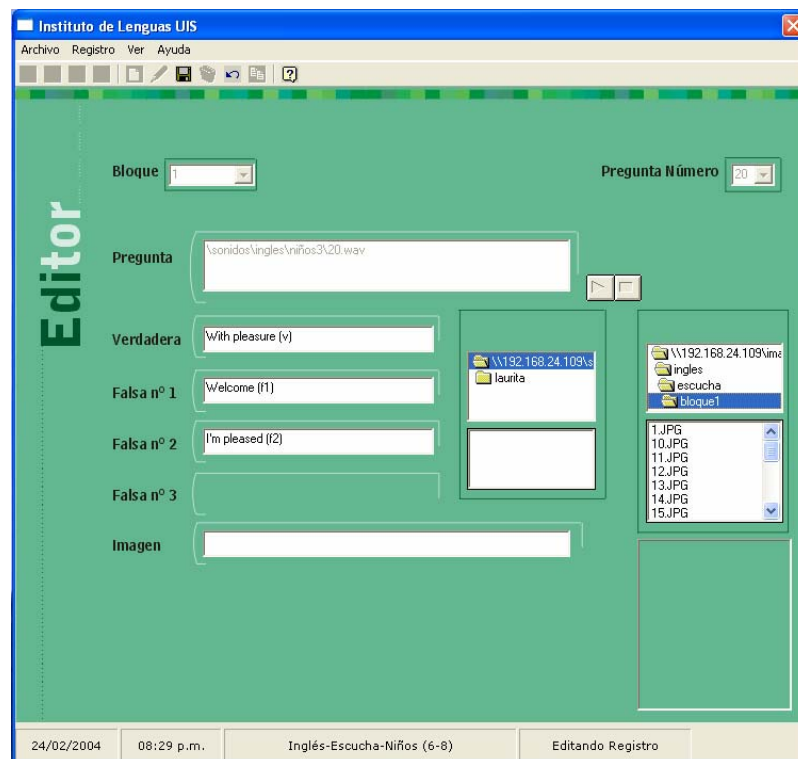 Instituto de Lenguas UIS
Archivo Registro Ver Ayuda
Editor
Bloque 1
Pregunta Número 20
Pregunta \sonidos\ingles\niños3\20.wav
Verdadera With pleasure (v)
Falsa nº 1 Welcome (f1)
Falsa nº 2 I'm pleased (f2)
Falsa nº 3
Imagen
\\192.168.24.109\s
laurita
\\192.168.24.109\ima
ingles
escucha
bloque1
1.JPG
10.JPG
11.JPG
12.JPG
13.JPG
14.JPG
15.JPG
24/02/2004 08:29 p.m. Inglés-Escucha-Niños (6-8) Editando Registro